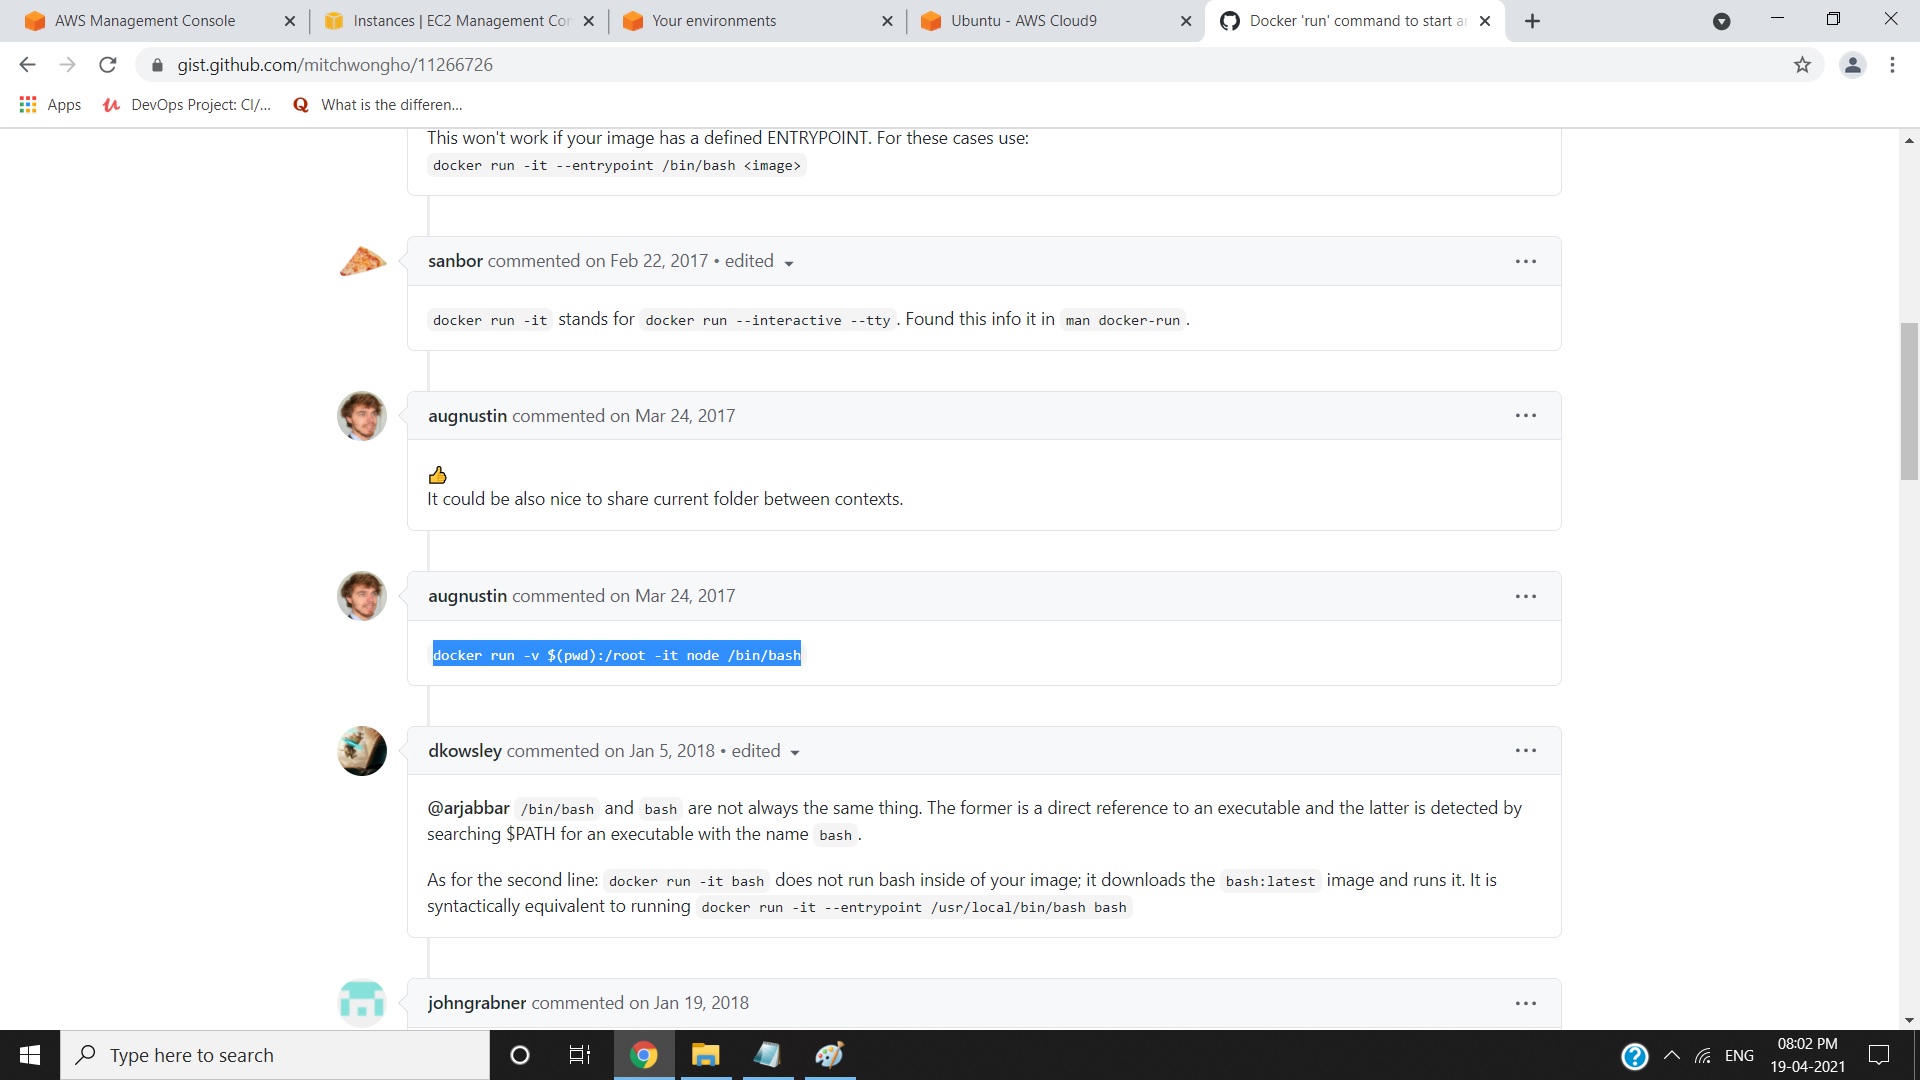 AWS Management Console
Instances | EC2 Management Con
Your environments
Ubuntu - AWS Cloud9
Docker 'run' command to start an
gist.github.com/mitchwongho/11266726
Apps
DevOps Project: CI/...
What is the differen...
This won't work if your image has a defined ENTRYPOINT. For these cases use:
docker run -it --entrypoint /bin/bash <image>
sanbor commented on Feb 22, 2017 • edited
docker run -it stands for docker run --interactive --tty . Found this info it in man docker-run .
augnustin commented on Mar 24, 2017
It could be also nice to share current folder between contexts.
augnustin commented on Mar 24, 2017
docker run -v $(pwd):/root -it node /bin/bash
dkowsley commented on Jan 5, 2018 • edited
@arjabbar /bin/bash and bash are not always the same thing. The former is a direct reference to an executable and the latter is detected by
searching $PATH for an executable with the name bash .
As for the second line: docker run -it bash does not run bash inside of your image; it downloads the bash:latest image and runs it. It is
syntactically equivalent to running docker run -it --entrypoint /usr/local/bin/bash bash
johngrabner commented on Jan 19, 2018
Type here to search
ENG
08:02 PM
19-04-2021